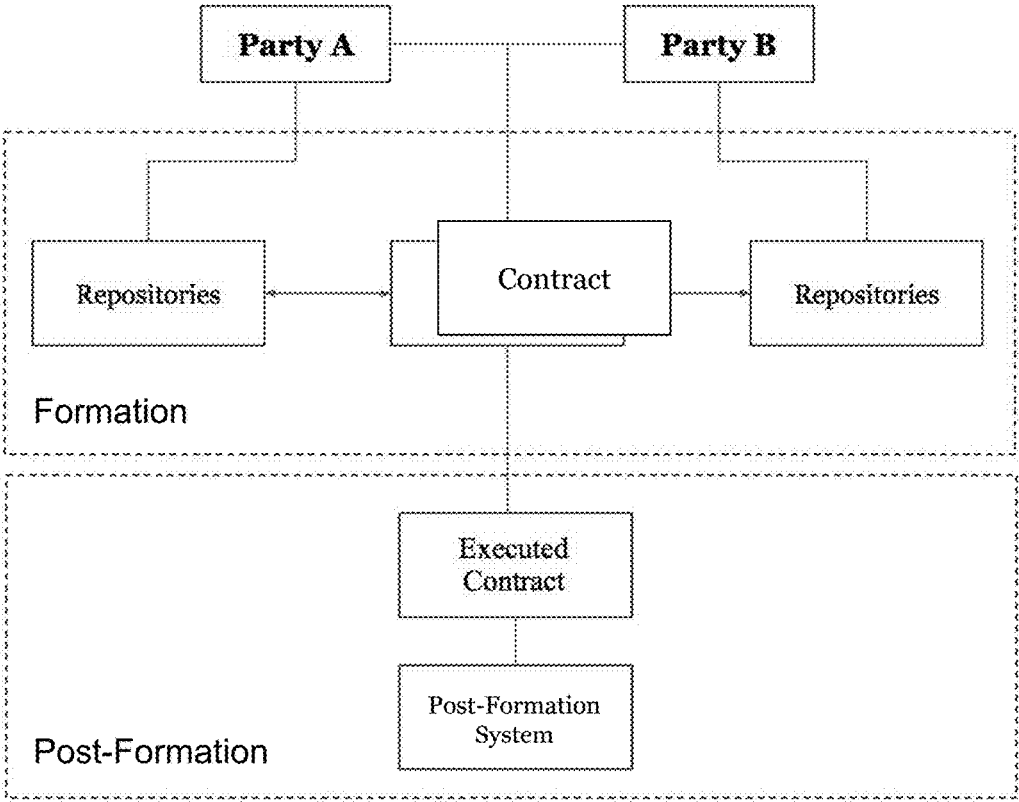 Party A
Party B
Repositories
Contract
Repositories
Formation
Executed
Contract
Post-Formation
System
Post-Formation